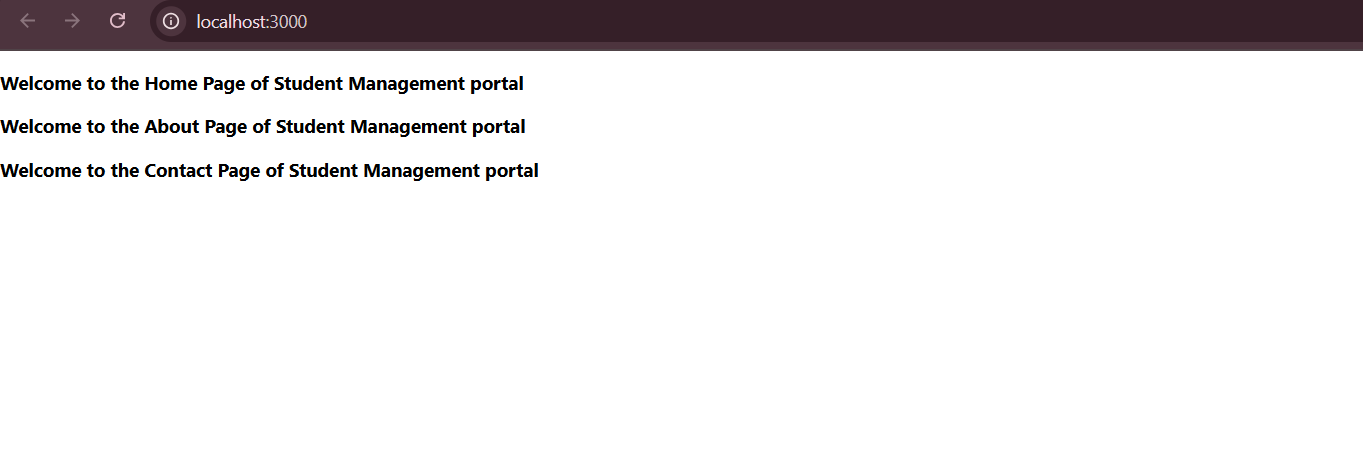 localhost:3000
Welcome to the Home Page of Student Management portal
Welcome to the About Page of Student Management portal
Welcome to the Contact Page of Student Management portal